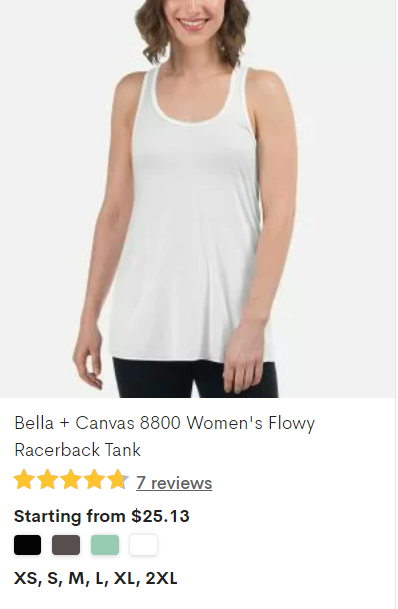 Bella + Canvas 8800 Women's Flowy
Racerback Tank
7 reviews
Starting from $25.13
XS, S, M, L, XL, 2XL